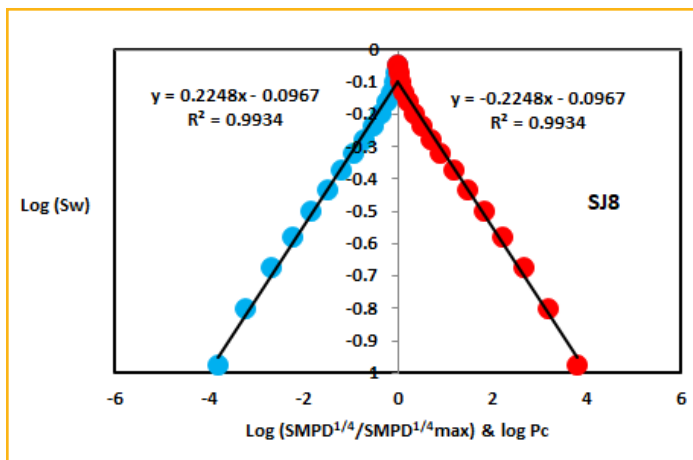 0
-0.1
-0.2
-0.3
-0.4
-0.5
-0.6
-0.7
-0.8
-0.9
1
y = 0.2248x - 0.0967
R² = 0.9934
y = -0.2248x - 0.0967
R² = 0.9934
Log (Sw)
SJ8
-6 -4 -2 0 2 4 6
Log (SMPD¹/⁴/SMPD¹/⁴max) & log Pc